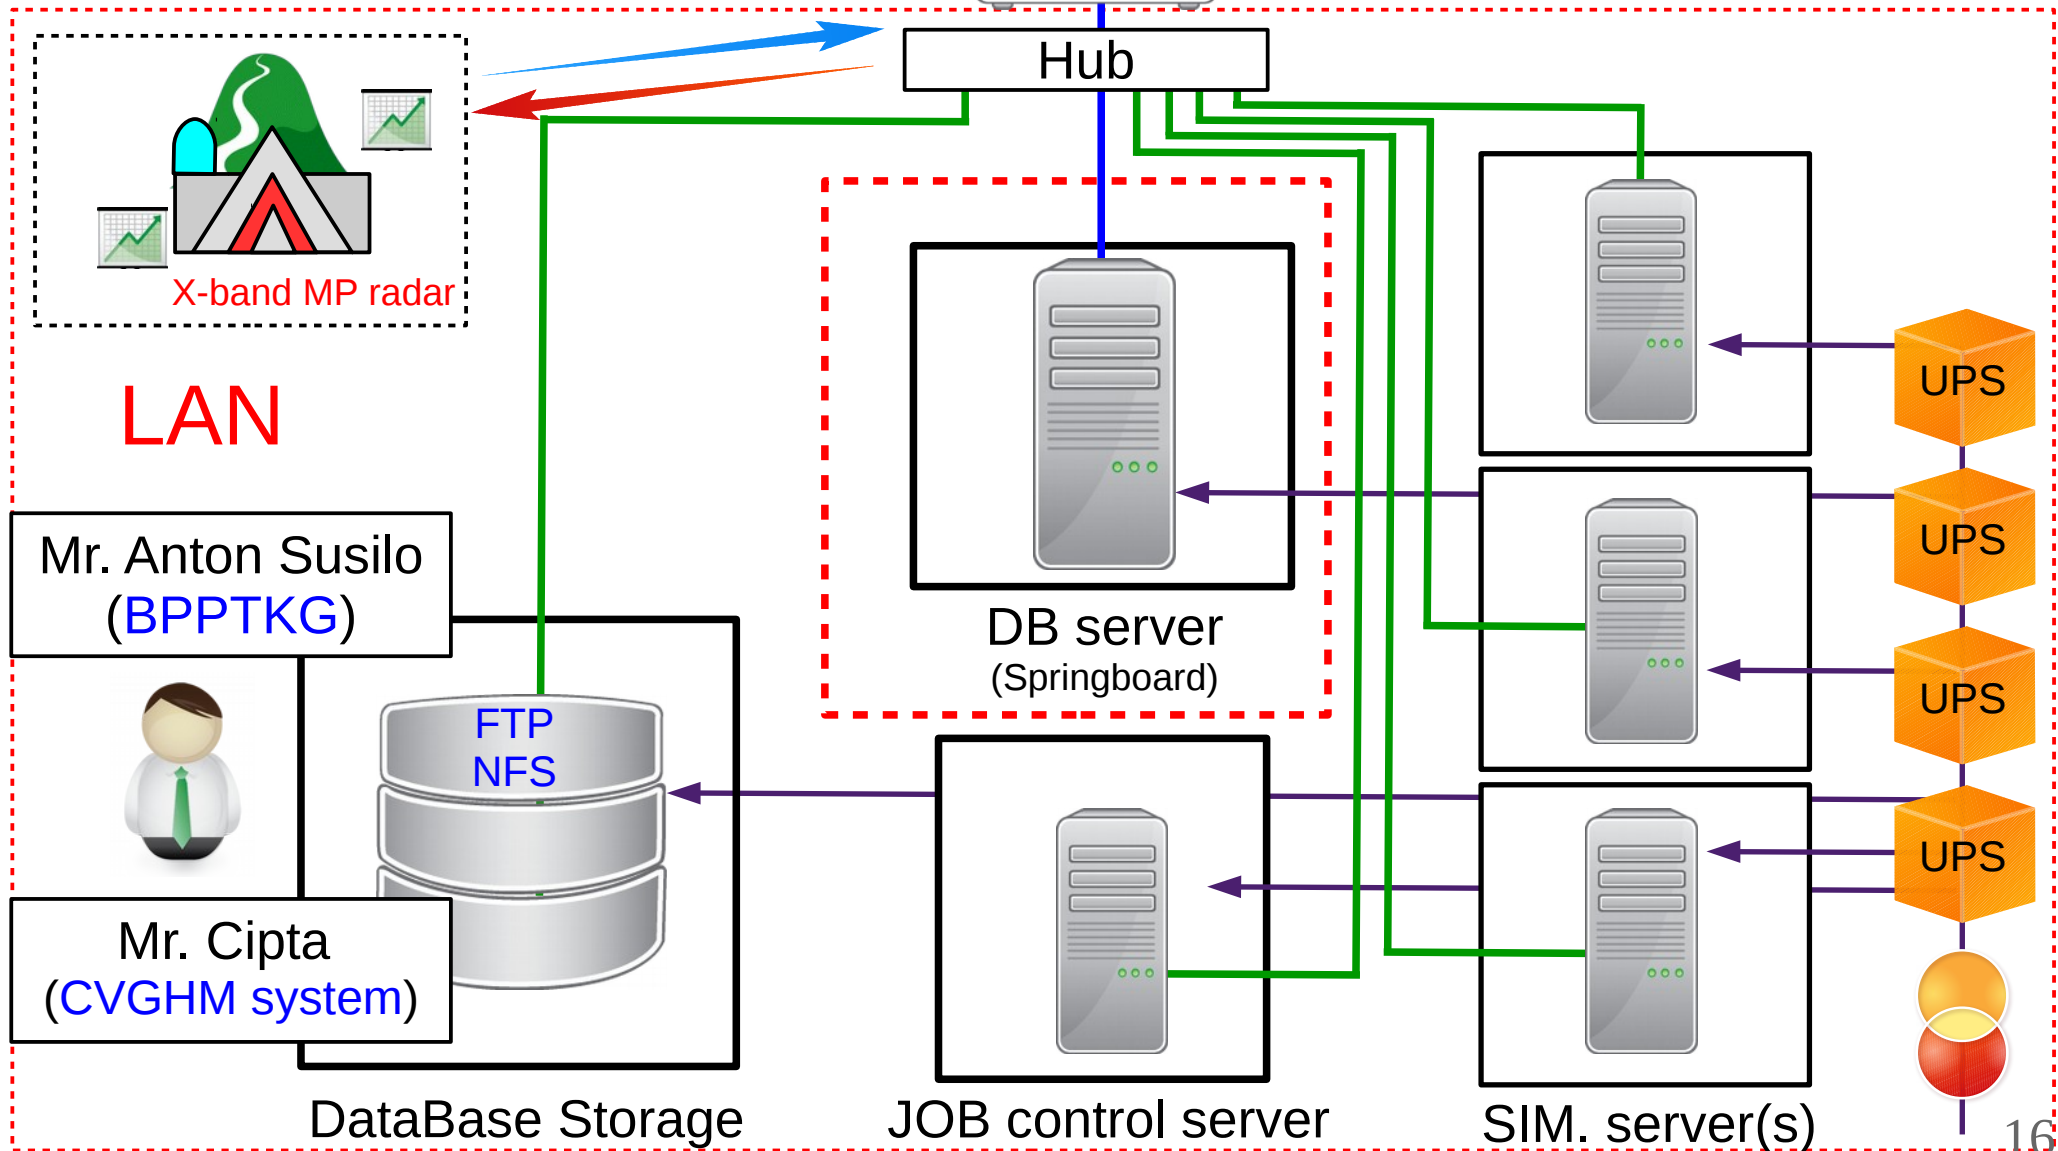 Hub
X-band MP radar
LAN
UPS
UPS
UPS
UPS
Mr. Anton Susilo
(BPPTKG)
DB server
(Springboard)
FTP
NFS
Mr. Cipta
(CVGHM system)
DataBase Storage
JOB control server
SIM. server(s)
16